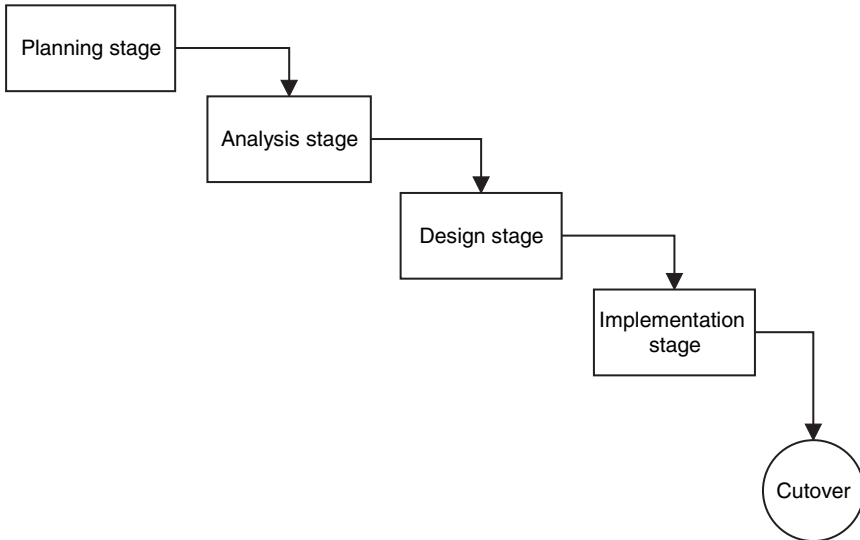 Planning stage
Analysis stage
Design stage
Implementation
stage
Cutover